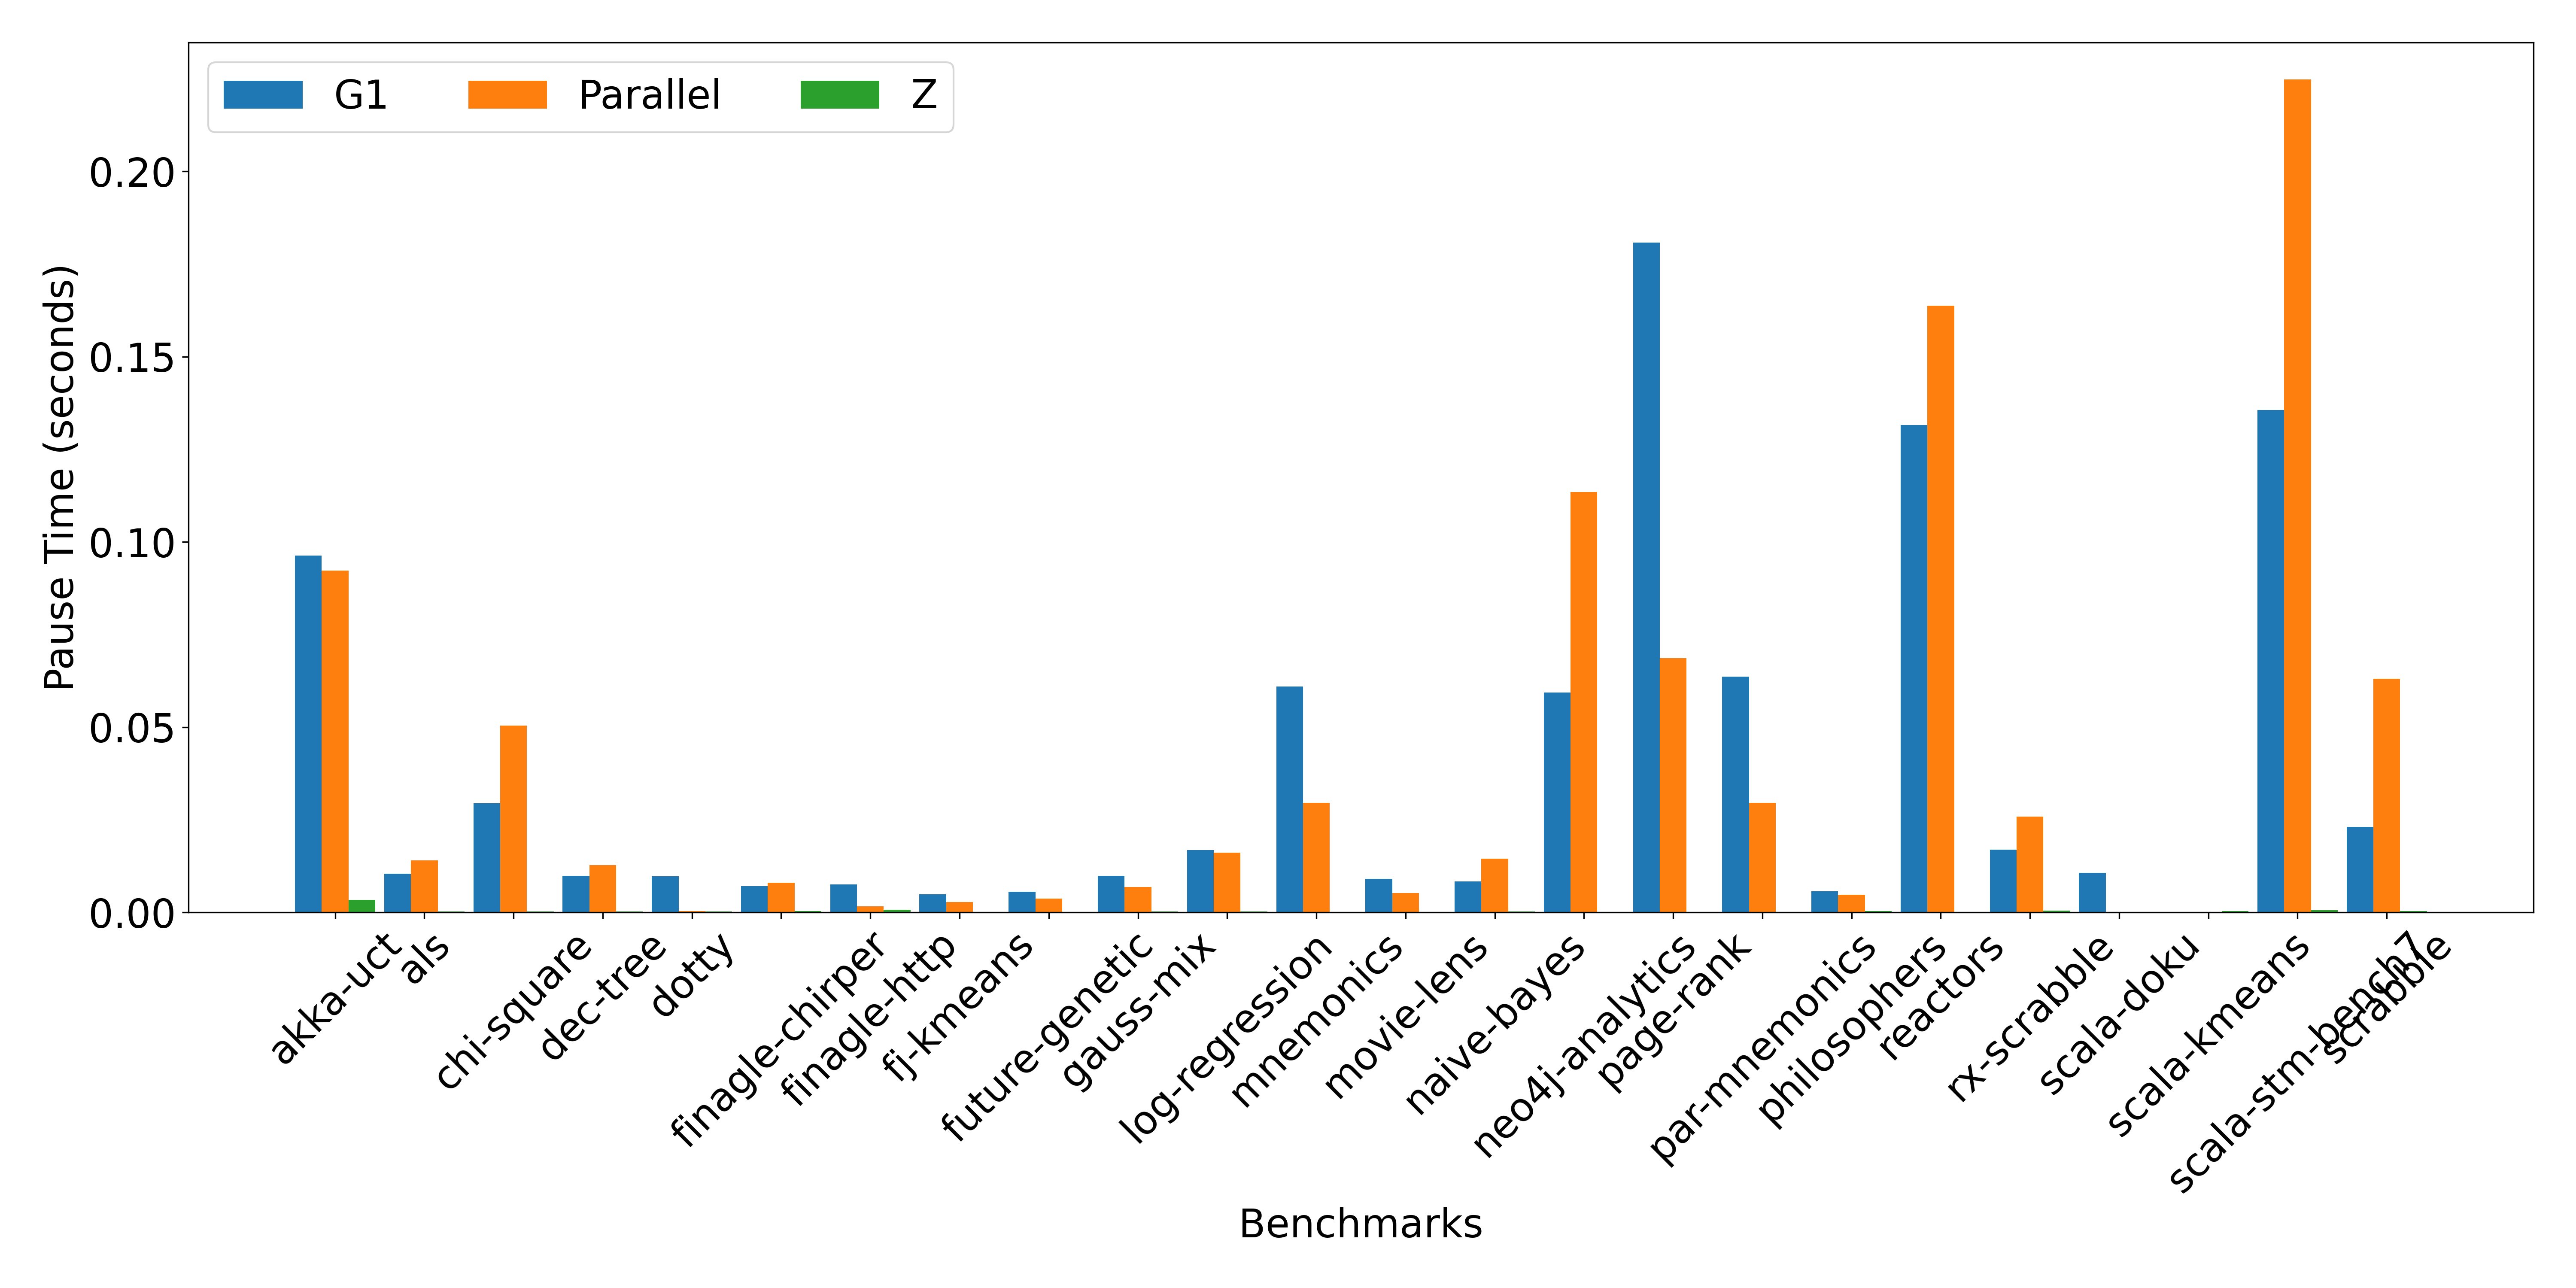 G1 Parallel Z
0.20
0.15
0.10
0.05
0.00
Pause Time (seconds)
akka-uct
als
chi-square
dec-tree
dotty
finagle-chirper
finagle-http
fj-kmeans
future-genetic
gauss-mix
log-regression
mnemonics
movie-lens
naive-bayes
neo4j-analytics
page-rank
par-mnemonics
philosophers
reactors
rx-scrabble
scala-doku
scala-kmeans
scala-stm-bench7
scrabble
Benchmarks